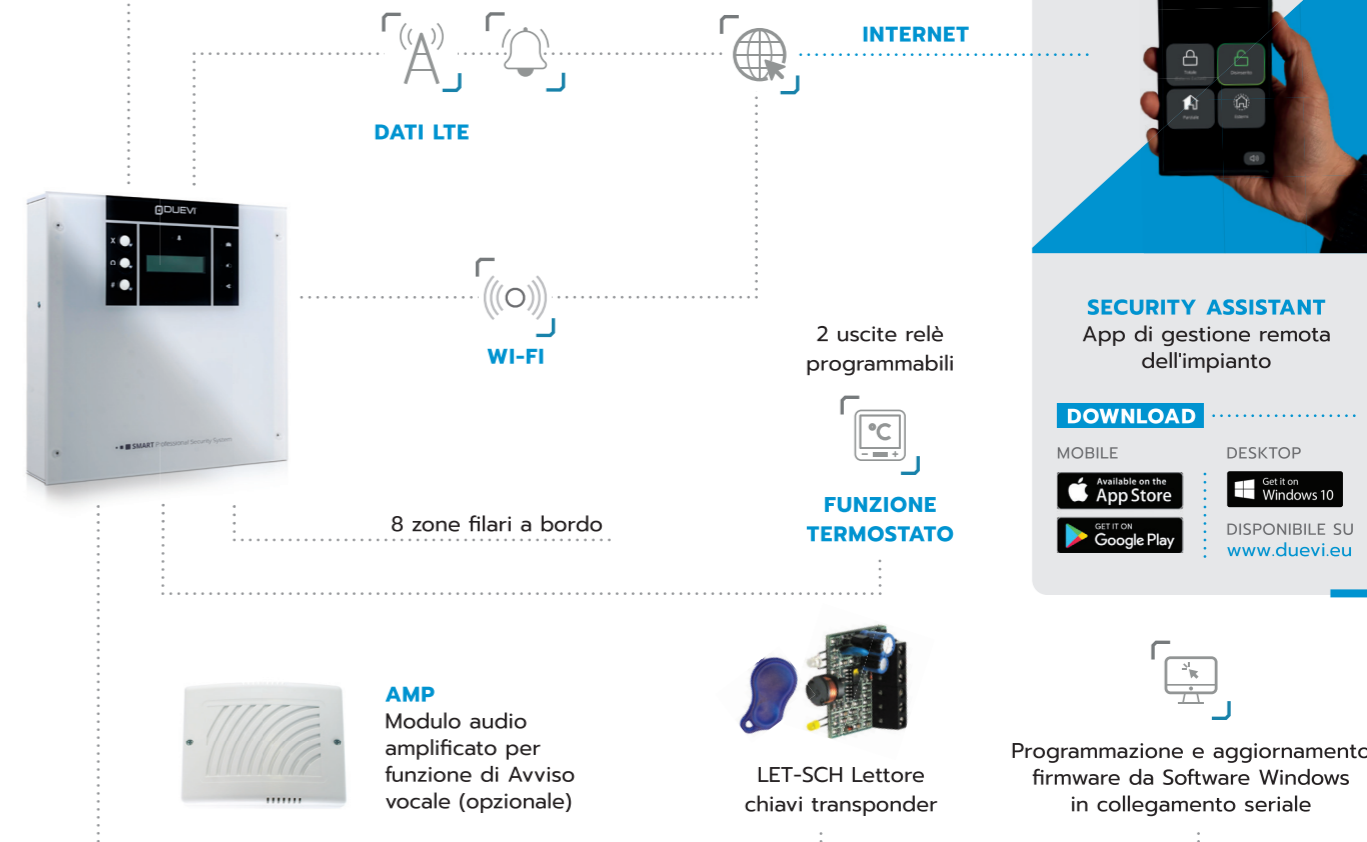 INTERNET
DATI LTE
DUEVI
WI-FI
SMART Professional Security System
2 uscite relè
programmabili
°C
FUNZIONE
TERMOSTATO
8 zone filari a bordo
SECURITY ASSISTANT
App di gestione remota
dell'impianto
DOWNLOAD
MOBILE
DESKTOP
Available on the
App Store
Get it on
Windows 10
GET IT ON
Google Play
DISPONIBILE SU
www.duevi.eu
AMP
Modulo audio
amplificato per
funzione di Avviso
vocale (opzionale)
LET-SCH Lettore
chiavi transponder
Programmazione e aggiornamento
firmware da Software Windows
in collegamento seriale